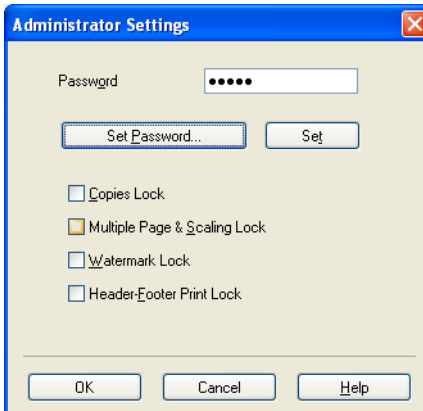 Administrator Settings
Password •••••
Set Password... Set
Copies Lock
Multiple Page & Scaling Lock
Watermark Lock
Header-Footer Print Lock
OK Cancel Help